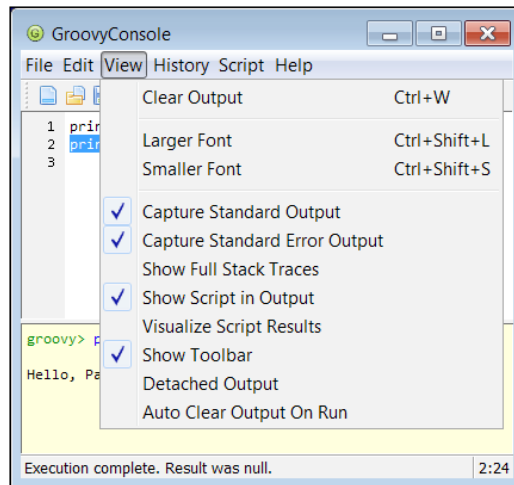 GroovyConsole
File Edit View History Script Help
Clear Output Ctrl+W
Larger Font Ctrl+Shift+L
Smaller Font Ctrl+Shift+S
Capture Standard Output
Capture Standard Error Output
Show Full Stack Traces
Show Script in Output
Visualize Script Results
Show Toolbar
Detached Output
Auto Clear Output On Run
1 prin
2 prin
3
groovy> p
Hello, Pa
Execution complete. Result was null. 2:24